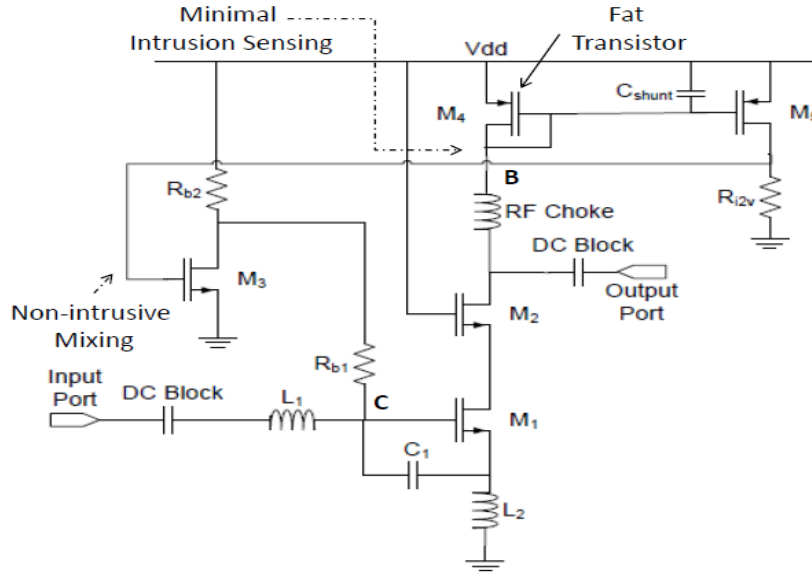 Minimal
Intrusion Sensing
Fat
Transistor
Vdd
M4
Cshunt
M5
B
Rb2
RF Choke
Ri2v
DC Block
M3
Output
Port
Non-intrusive
Mixing
M2
Rb1
Input
Port
DC Block
L1
C
M1
C1
L2